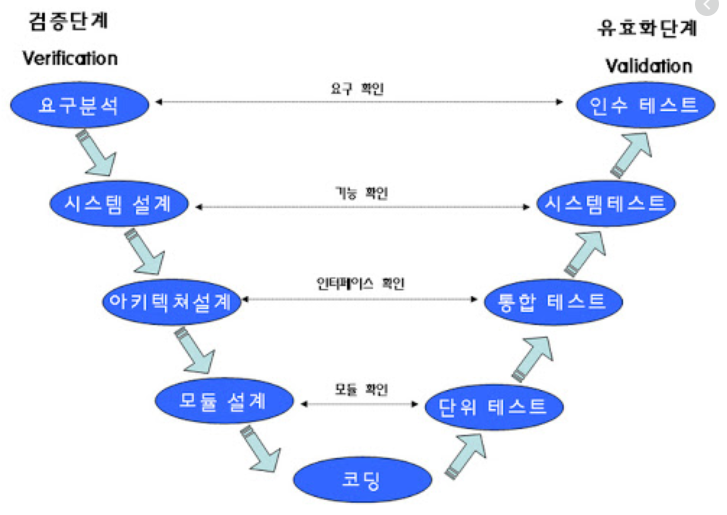 검증단계
Verification
유효화단계
Validation
요구분석
요구 확인
인수 테스트
시스템 설계
기능 확인
시스템테스트
아키텍쳐설계
인터페이스 확인
통합 테스트
모듈 설계
모듈 확인
단위 테스트
코딩